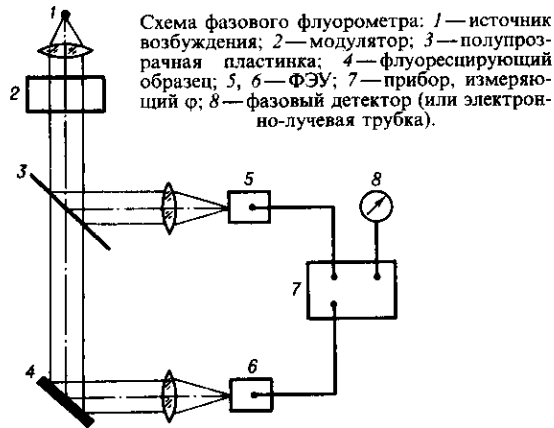 Схема фазового флуорометра: 1—источник
возбуждения; 2—модулятор; 3—полупроз-
рачная пластинка; 4—флуоресцирующий
образец; 5, 6—ФЭУ; 7—прибор, измеряю-
щий φ; 8—фазовый детектор (или электрон-
но-лучевая трубка).
1
2
3
5
8
7
4
6